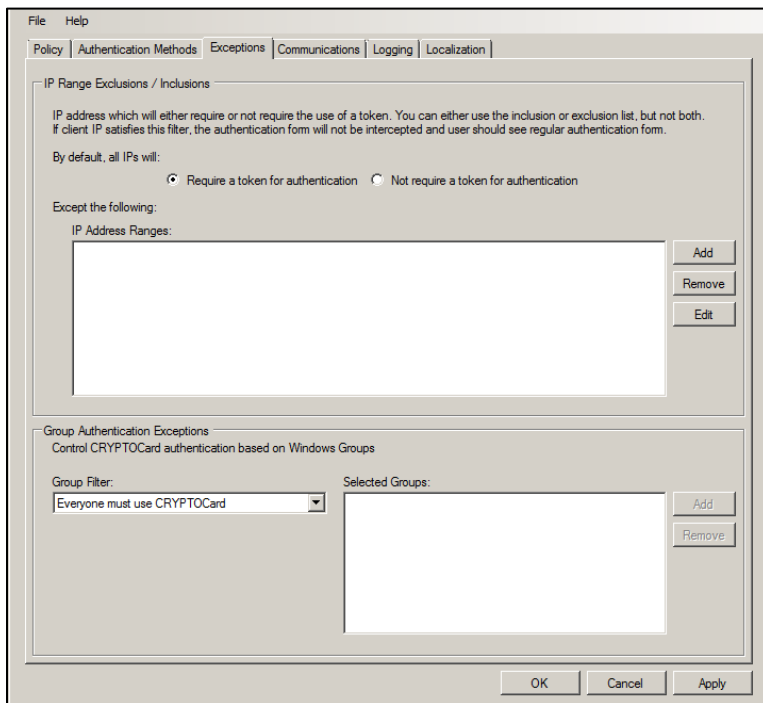 File Help
Policy Authentication Methods Exceptions Communications Logging Localization
IP Range Exclusions / Inclusions
IP address which will either require or not require the use of a token. You can either use the inclusion or exclusion list, but not both.
If client IP satisfies this filter, the authentication form will not be intercepted and user should see regular authentication form.
By default, all IPs will:
Require a token for authentication Not require a token for authentication
Except the following:
IP Address Ranges:
Add
Remove
Edit
Group Authentication Exceptions
Control CRYPTOCard authentication based on Windows Groups
Group Filter: Selected Groups:
Everyone must use CRYPTOCard Add
Remove
OK Cancel Apply